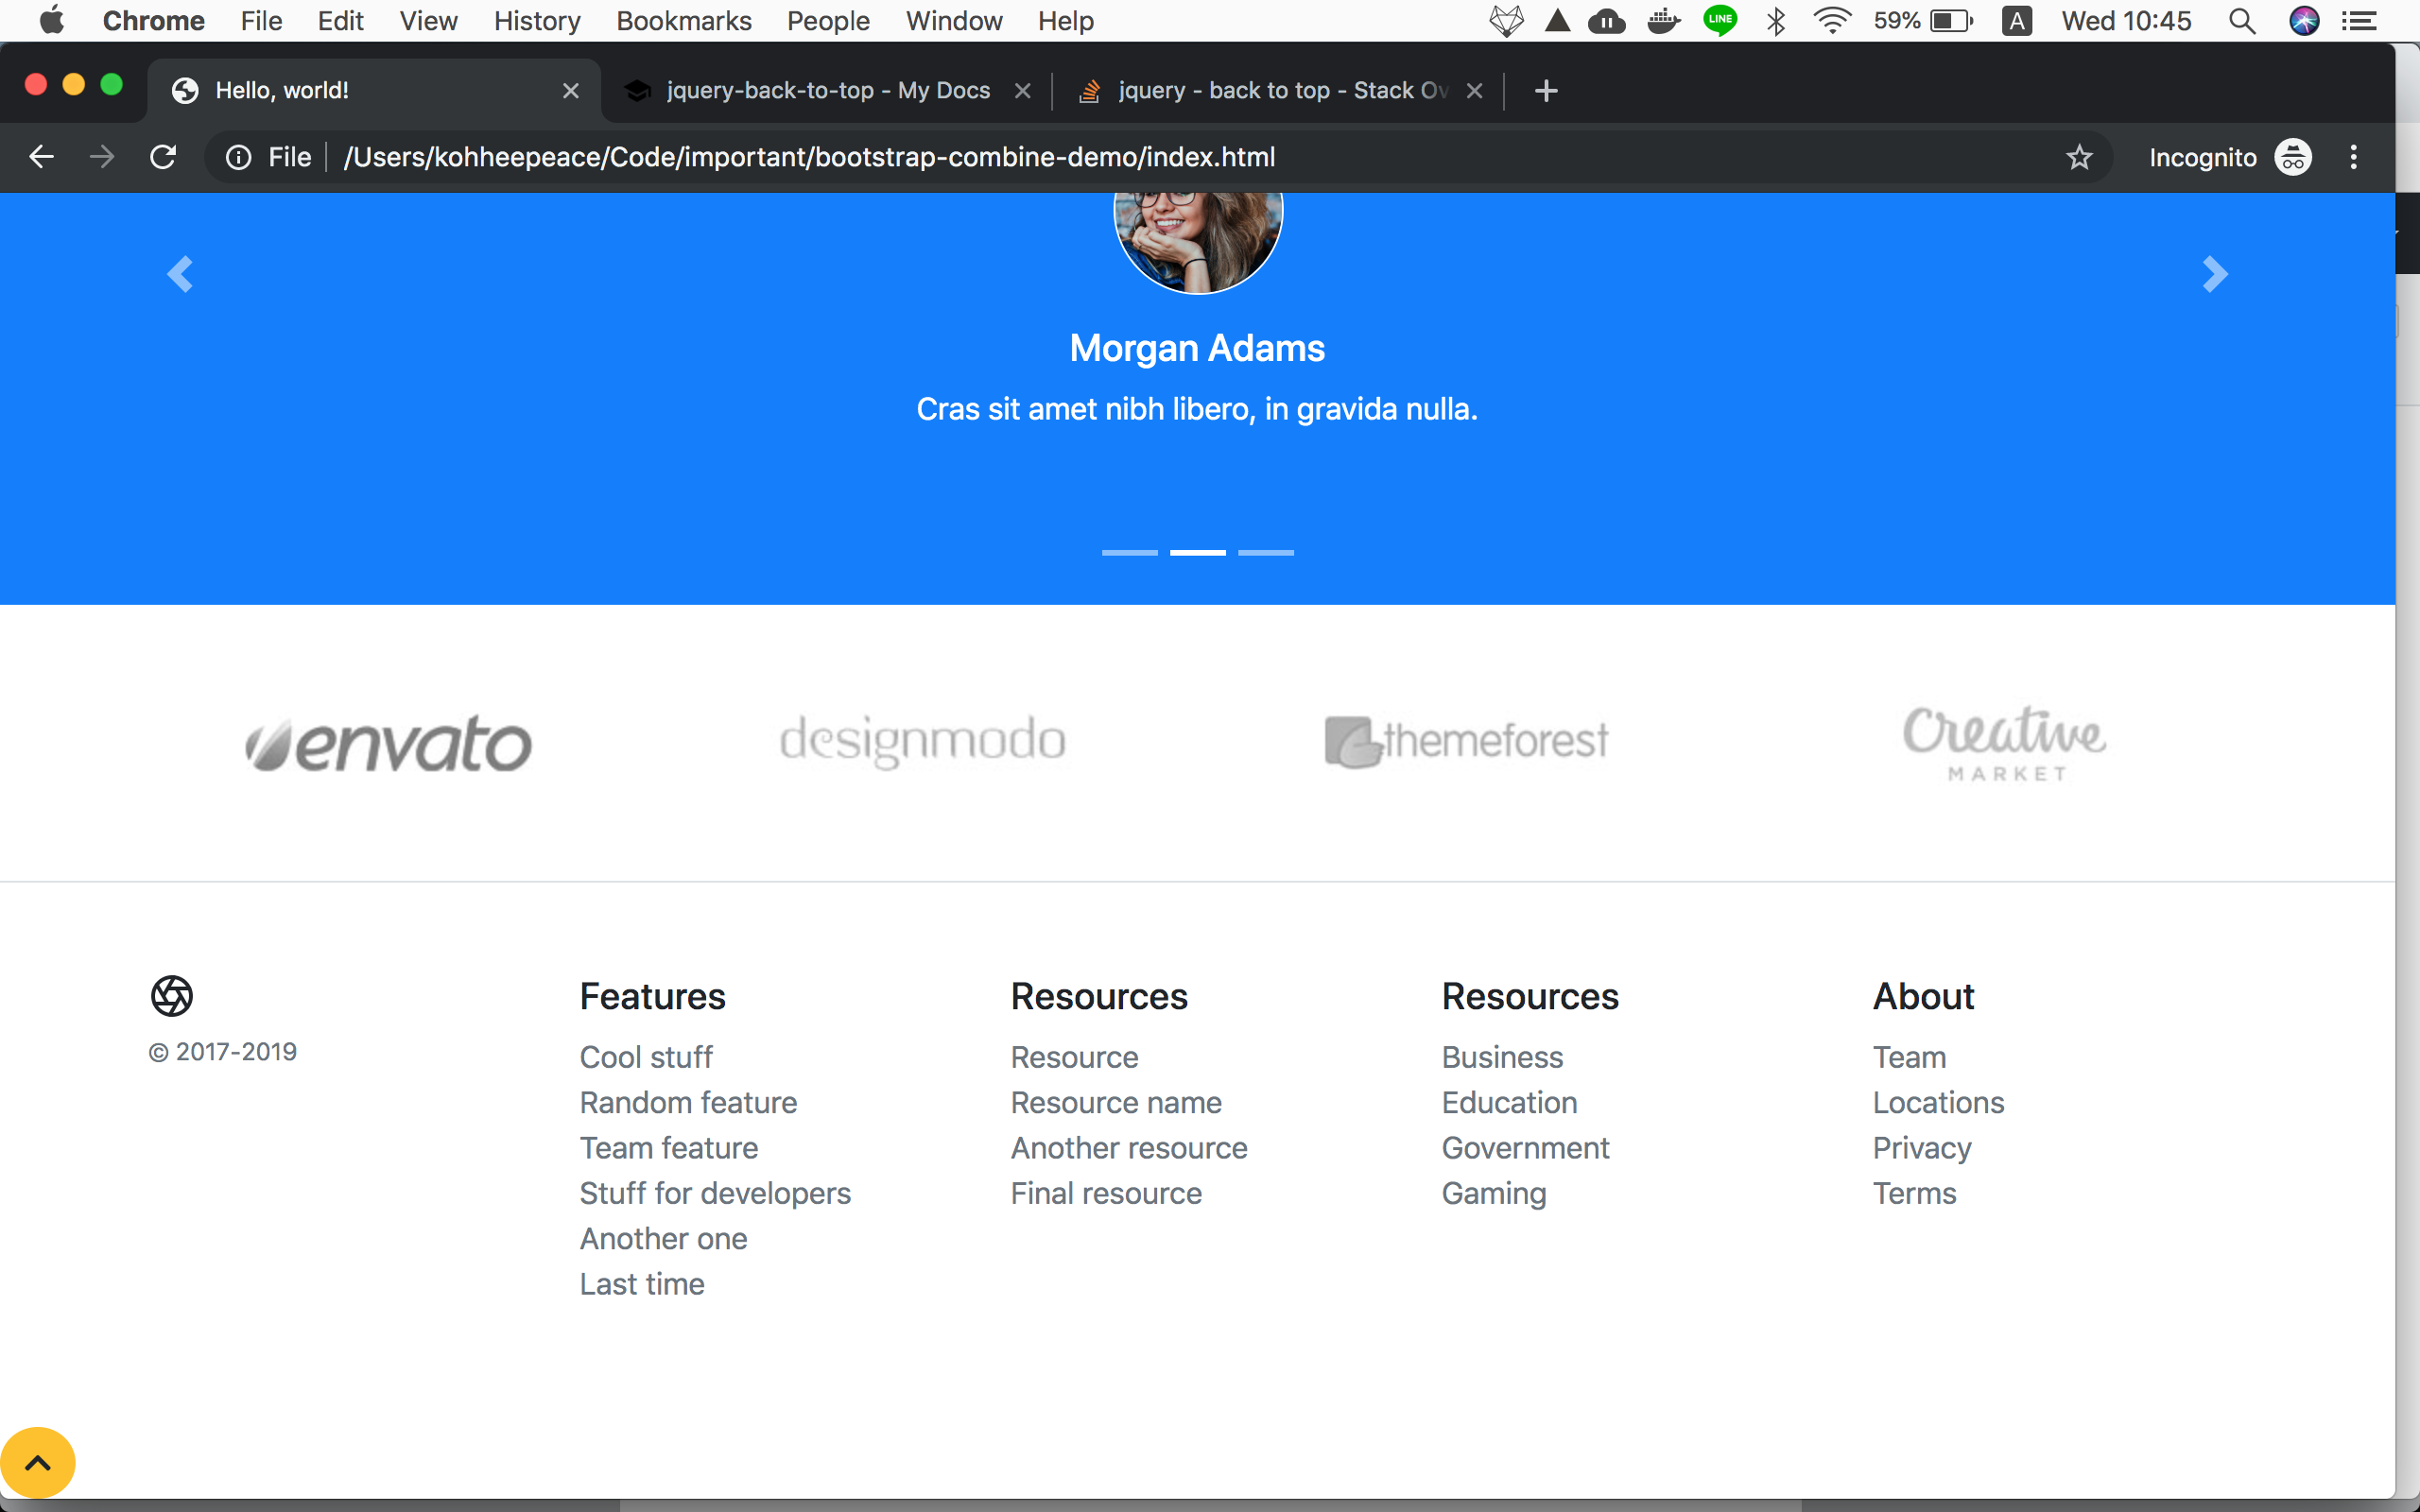 Chrome File Edit View History Bookmarks People Window Help LINE 59% A Wed 10:45
Hello, world! jquery-back-to-top - My Docs jquery - back to top - Stack Ov
File /Users/kohheepeace/Code/important/bootstrap-combine-demo/index.html Incognito
Morgan Adams
Cras sit amet nibh libero, in gravida nulla.
envato designmodo themeforest Creative
MARKET
Features Resources Resources About
© 2017-2019
Cool stuff Resource Business Team
Random feature Resource name Education Locations
Team feature Another resource Government Privacy
Stuff for developers Final resource Gaming Terms
Another one
Last time